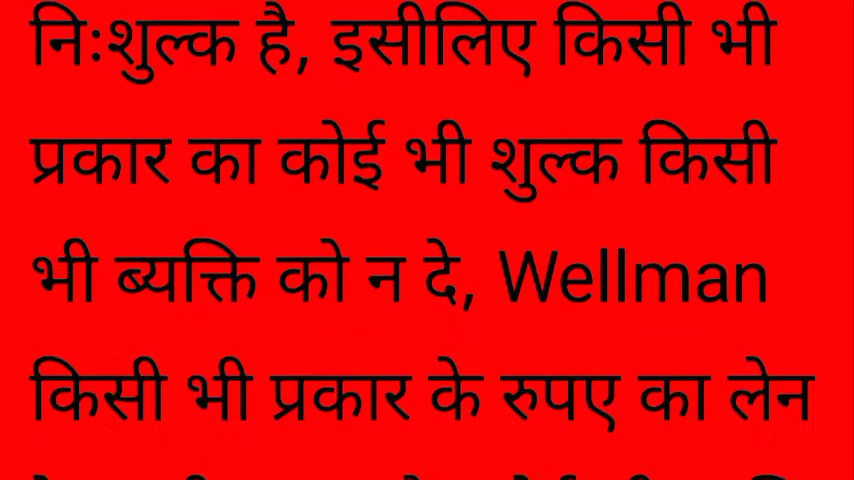 निःशुल्क है, इसीलिए किसी भी
प्रकार का कोई भी शुल्क किसी
भी ब्यक्ति को न दे, Wellman
किसी भी प्रकार के रुपए का लेन